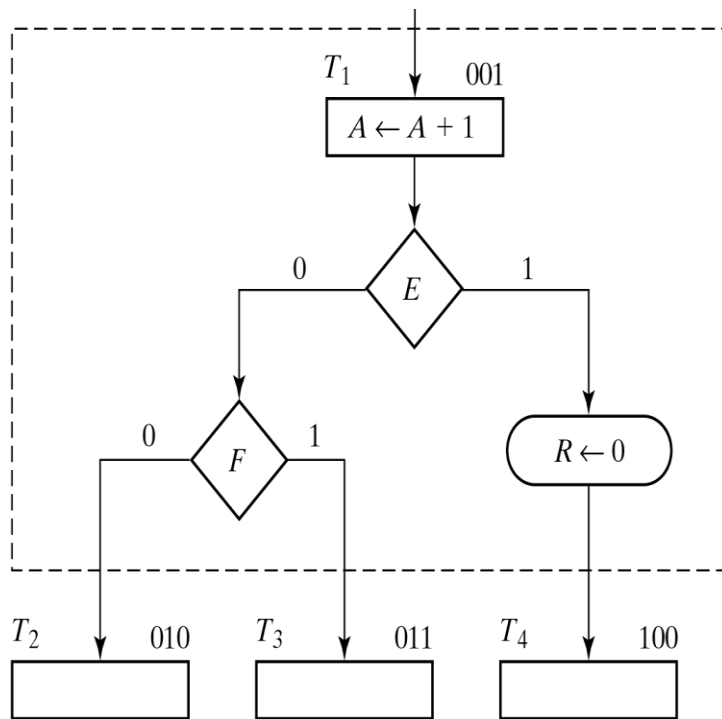 T₁ 001
A ← A + 1
0 1
E
0 1
F
R ← 0
T₂ 010 T₃ 011 T₄ 100